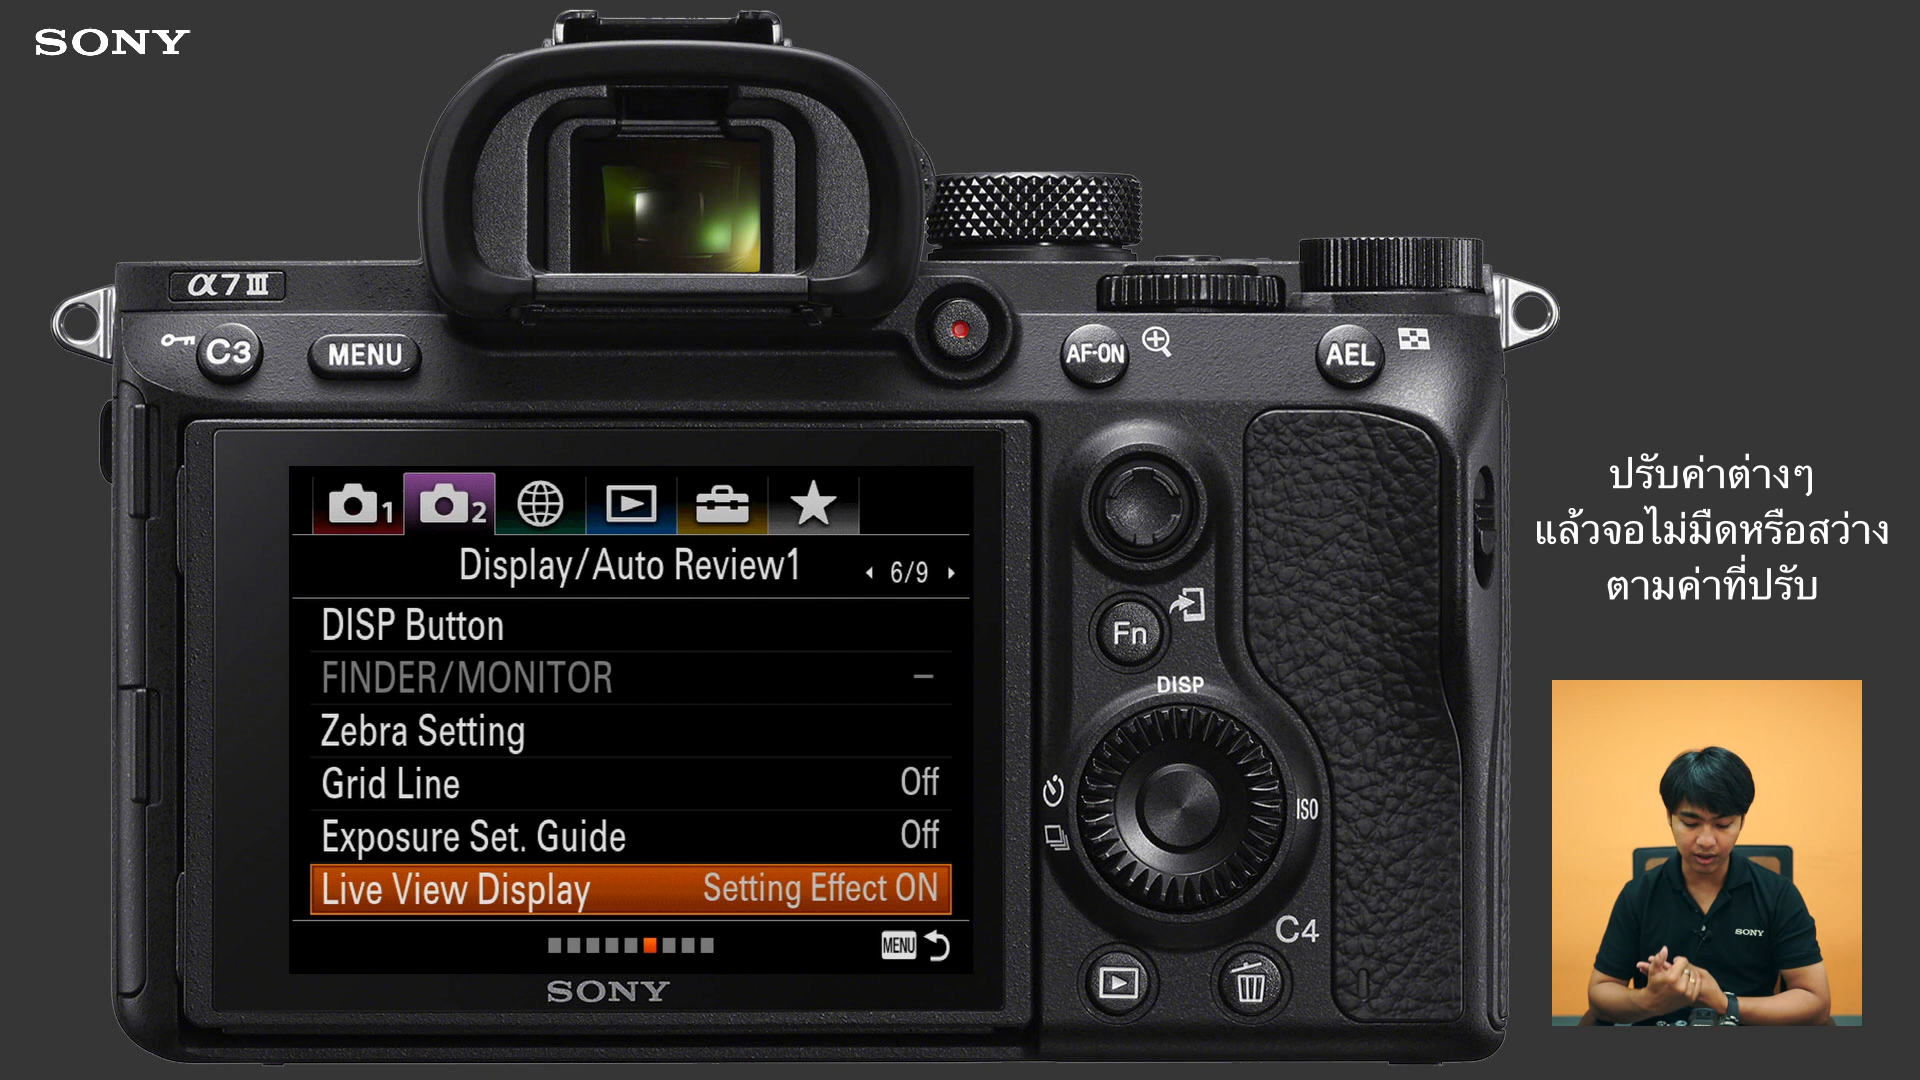 SONY
α7III
C3
MENU
AF-ON
AEL
1
2
Display/Auto Review1
6/9
DISP Button
FINDER/MONITOR –
Zebra Setting
Grid Line Off
Exposure Set. Guide Off
Live View Display Setting Effect ON
MENU
SONY
Fn
DISP
ISO
C4
ปรับค่าต่างๆ
แล้วจอไม่มืดหรือสว่าง
ตามค่าที่ปรับ
SONY